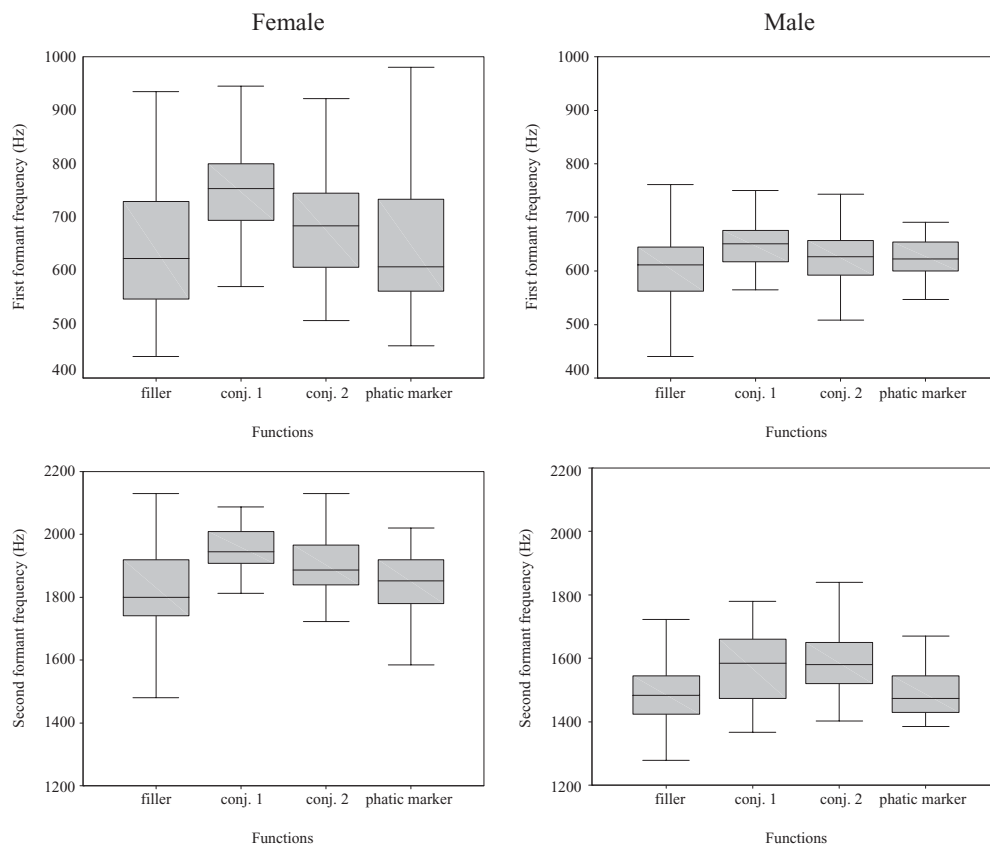 Female
First formant frequency (Hz)
1000
900
800
700
600
500
400
filler conj. 1 conj. 2 phatic marker
Functions
Male
First formant frequency (Hz)
1000
900
800
700
600
500
400
filler conj. 1 conj. 2 phatic marker
Functions
Second formant frequency (Hz)
2200
2000
1800
1600
1400
1200
filler conj. 1 conj. 2 phatic marker
Functions
Second formant frequency (Hz)
2200
2000
1800
1600
1400
1200
filler conj. 1 conj. 2 phatic marker
Functions